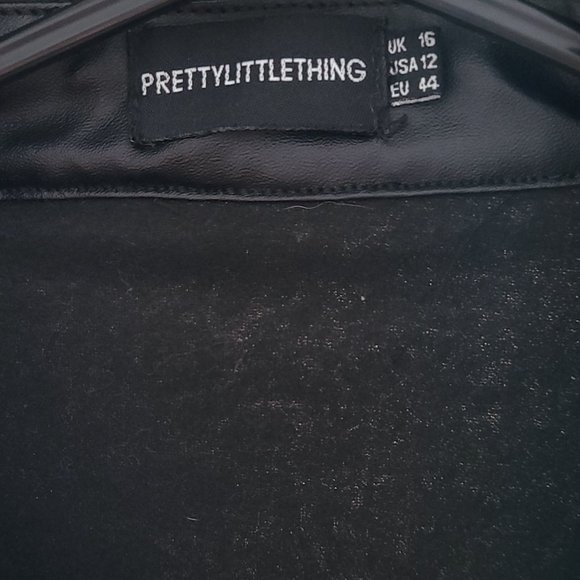 PRETTYLITTLETHING
UK 16
USA 12
EU 44